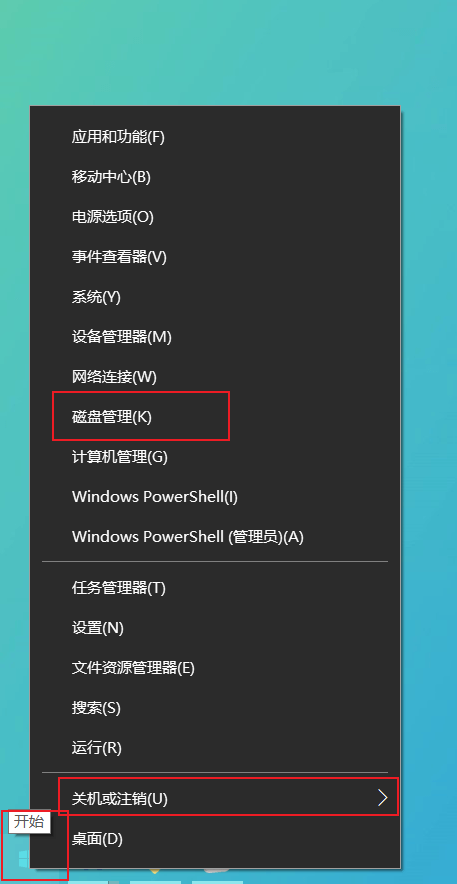 应用和功能(F)
移动中心(B)
电源选项(O)
事件查看器(V)
系统(Y)
设备管理器(M)
网络连接(W)
磁盘管理(K)
计算机管理(G)
Windows PowerShell(I)
Windows PowerShell (管理员)(A)
任务管理器(T)
设置(N)
文件资源管理器(E)
搜索(S)
运行(R)
关机或注销(U)
开始
桌面(D)